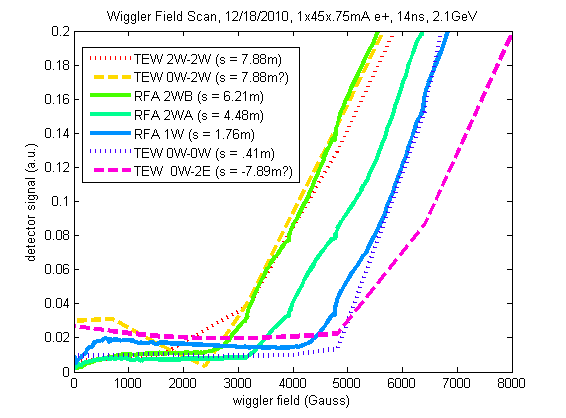 Wiggler Field Scan, 12/18/2010, 1x45x.75mA e+, 14ns, 2.1GeV
0.2
0.18
0.16
0.14
0.12
0.1
0.08
0.06
0.04
0.02
0
detector signal (a.u.)
TEW 2W-2W (s = 7.88m)
TEW 0W-2W (s = 7.88m?)
RFA 2WB (s = 6.21m)
RFA 2WA (s = 4.48m)
RFA 1W (s = 1.76m)
TEW 0W-0W (s = .41m)
TEW 0W-2E (s = -7.89m?)
0 1000 2000 3000 4000 5000 6000 7000 8000
wiggler field (Gauss)